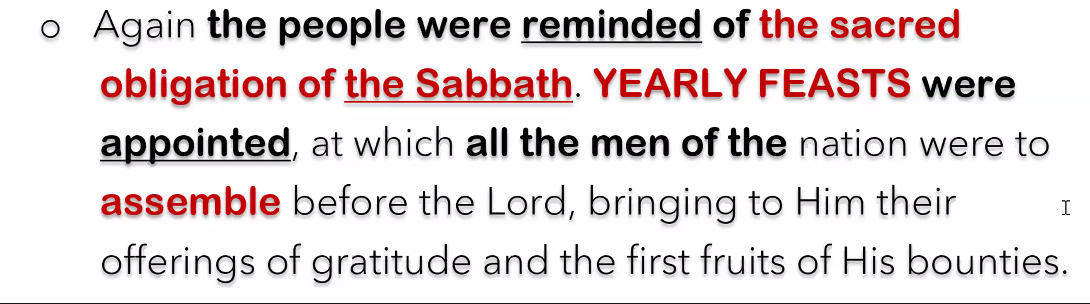 o Again the people were reminded of the sacred
obligation of the Sabbath. YEARLY FEASTS were
appointed, at which all the men of the nation were to
assemble before the Lord, bringing to Him their
offerings of gratitude and the first fruits of His bounties.